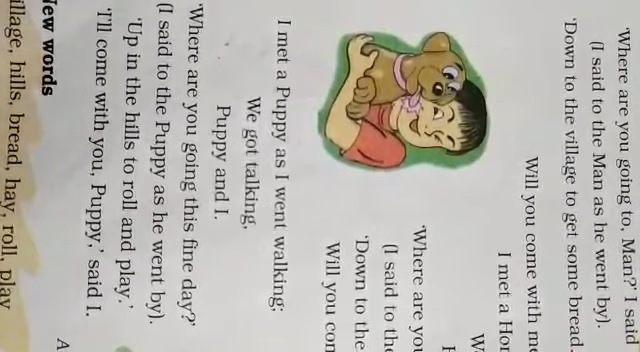 'Where are you going to, Man?' I said
(I said to the Man as he went by).
'Down to the village to get some bread.
Will you come with me
I met a Hor
'Where are you
(I said to the
'Down to the
Will you con
I met a Puppy as I went walking;
We got talking,
Puppy and I.
'Where are you going this fine day?'
(I said to the Puppy as he went by).
'Up in the hills to roll and play.'
'I'll come with you, Puppy,' said I.
New words
illage, hills, bread, hay, roll, play
A